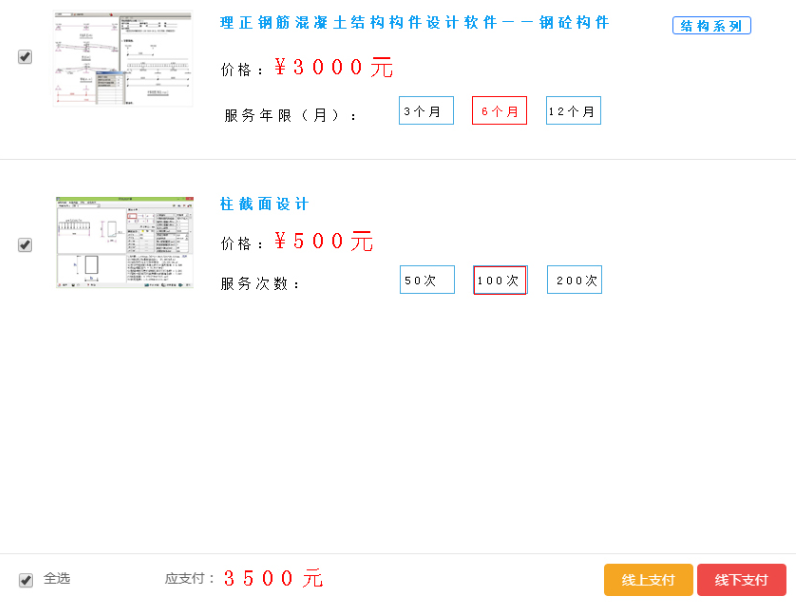 理正钢筋混凝土结构构件设计软件——钢砼构件
结构系列
价格：¥3000元
服务年限（月）：
3个月
6个月
12个月
柱截面设计
价格：¥500元
服务次数：
50次
100次
200次
全选
应支付：3500元
线上支付
线下支付